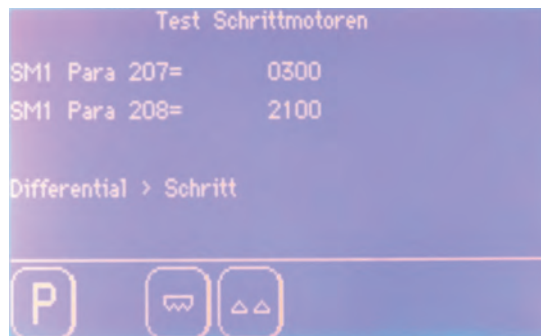 Test Schrittmotoren
SM1 Para 207= 0300
SM1 Para 208= 2100
Differential > Schritt
P